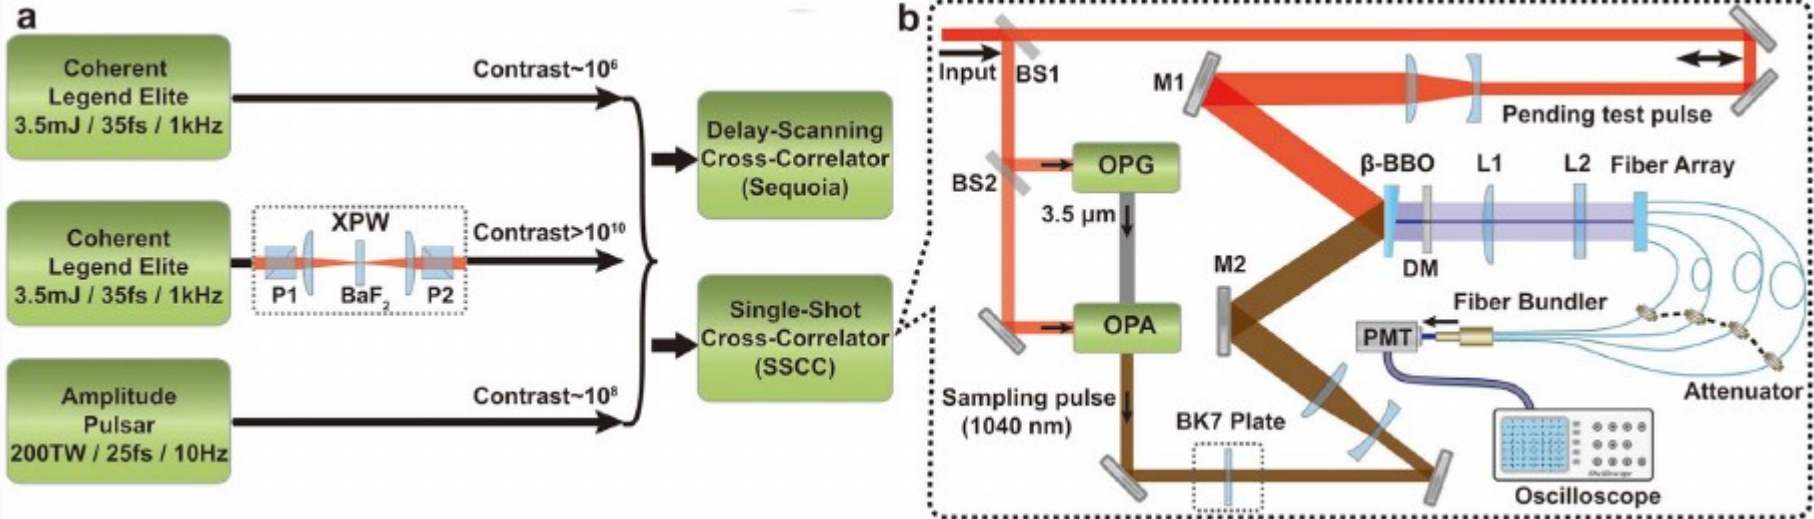 a
Coherent
Legend Elite
3.5mJ / 35fs / 1kHz
Contrast~10⁶
Coherent
Legend Elite
3.5mJ / 35fs / 1kHz
XPW
P1
BaF₂
P2
Contrast>10¹⁰
Amplitude
Pulsar
200TW / 25fs / 10Hz
Contrast~10⁸
Delay-Scanning
Cross-Correlator
(Sequoia)
Single-Shot
Cross-Correlator
(SSCC)
b
Input
BS1
M1
Pending test pulse
BS2
OPG
3.5 μm
OPA
β-BBO
L1
L2
Fiber Array
DM
M2
Fiber Bundler
PMT
Attenuator
Sampling pulse
(1040 nm)
BK7 Plate
Oscilloscope
Oscilloscope